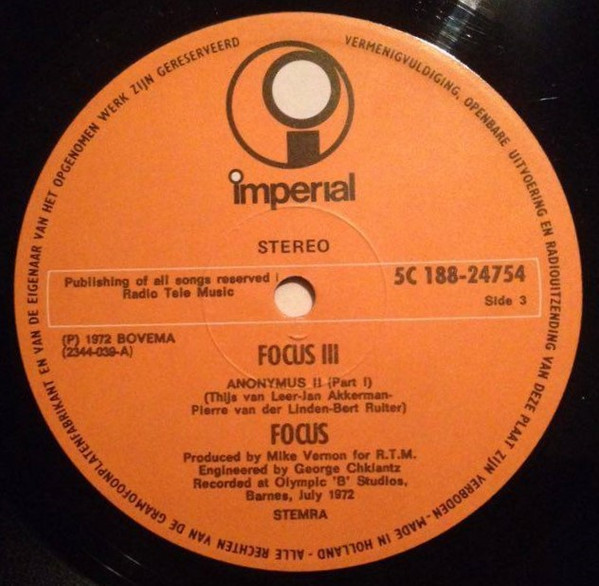 imperial
STEREO
Publishing of all songs reserved
Radio Tele Music
5C 188-24754
Side 3
(P) 1972 BOVEMA
(2344-039-A)
FOCUS III
ANONYMUS II (Part I)
(Thijs van Leer-Jan Akkerman-
Pierre van der Linden-Bert Ruiter)
FOCUS
Produced by Mike Vernon for R.T.M.
Engineered by George Chkiantz
Recorded at Olympic 'B' Studios,
Barnes, July 1972
STEMRA
ALLE RECHTEN VAN DE GRAMOFOONPLATENFABRIKANT EN VAN DE EIGENAAR VAN HET OPGENOMEN WERK ZIJN GERESERVEERD
VERMENIGVULDIGING, OPENBARE UITVOERING EN RADIOUITZENDING VAN DEZE PLAAT ZIJN VERBODEN - MADE IN HOLLAND -